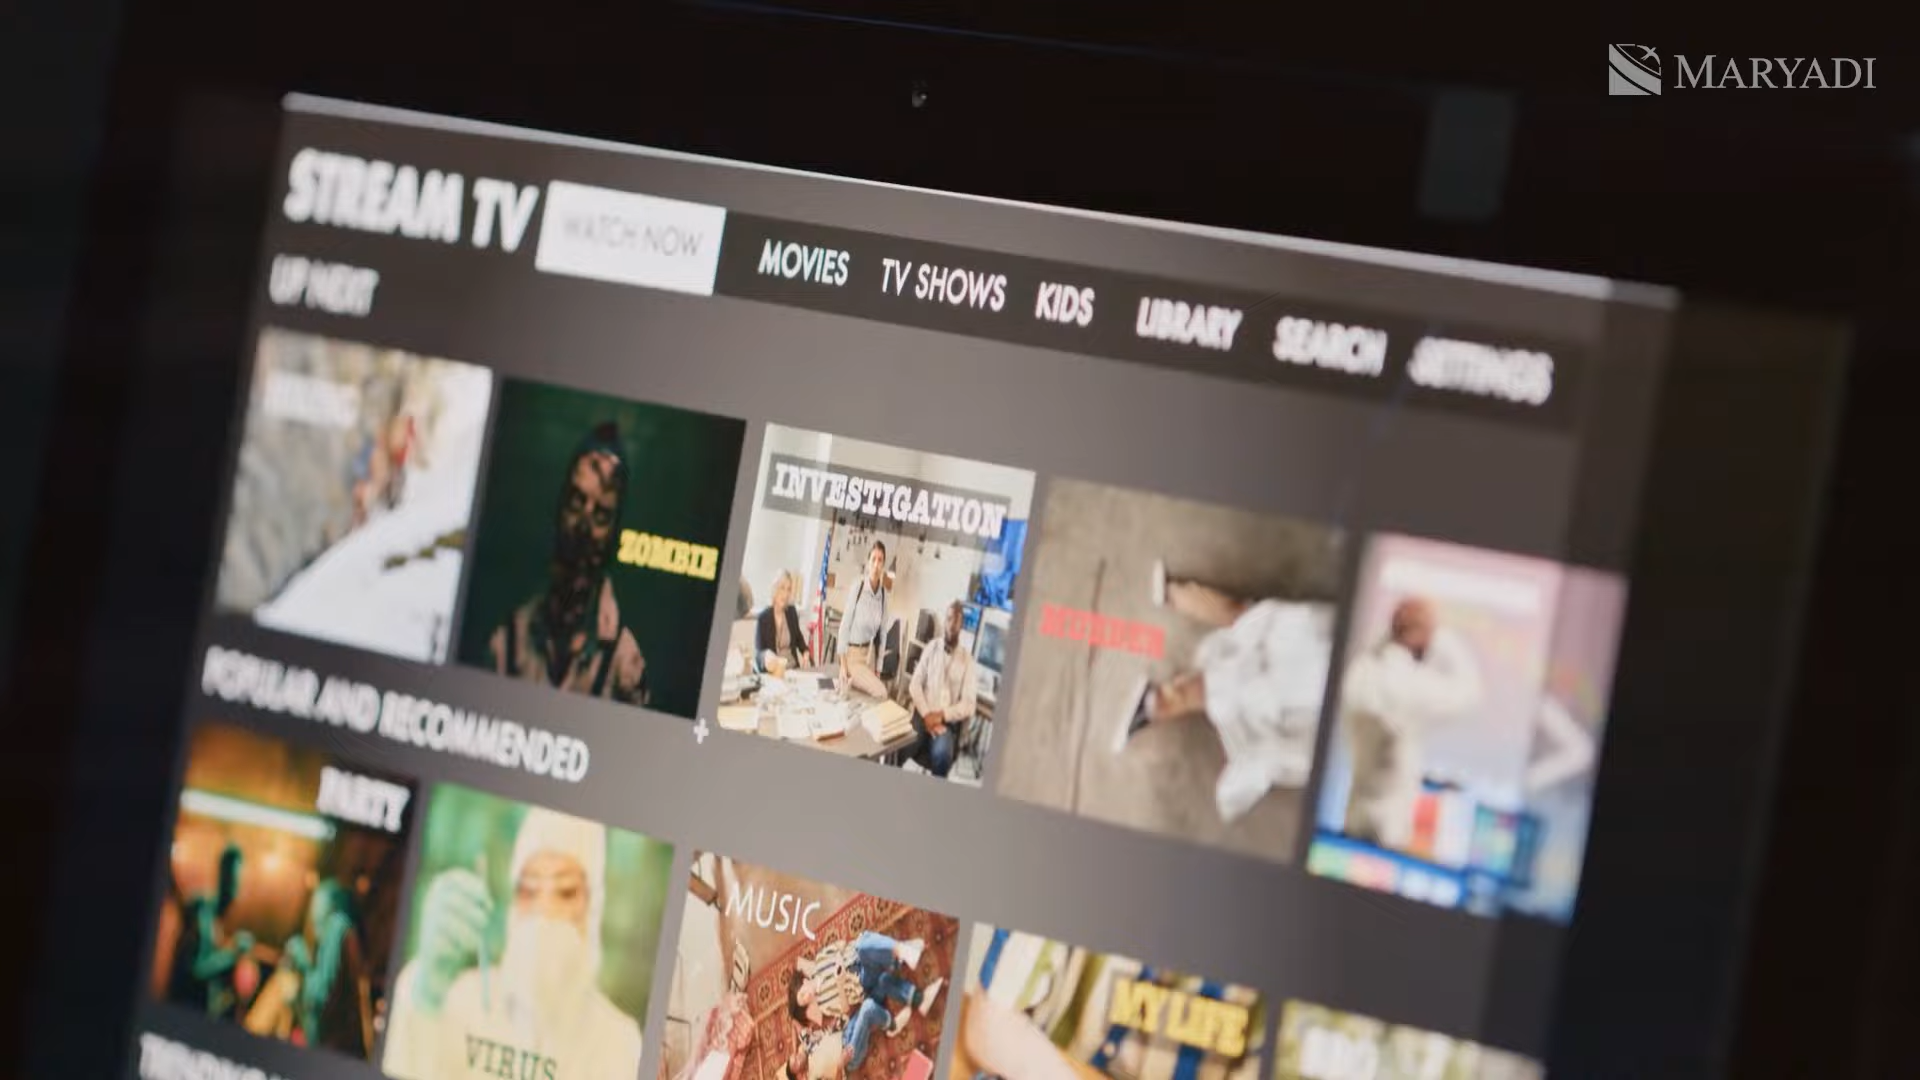 MARYADI
STREAM TV
WATCH NOW
MOVIES
TV SHOWS
KIDS
LIBRARY
SEARCH
SETTINGS
UP NEXT
ZOMBIE
INVESTIGATION
MURDER
POPULAR AND RECOMMENDED
PARTY
VIRUS
MUSIC
MY LIFE